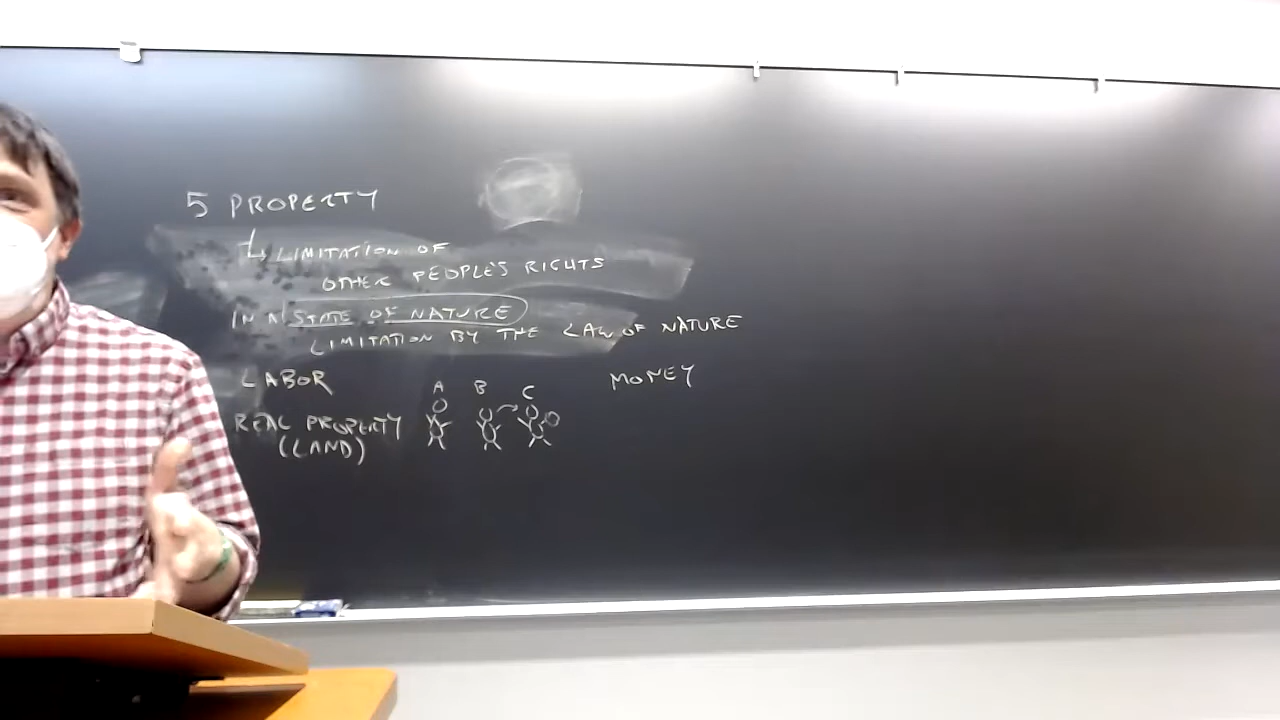 5 PROPERTY
LIMITATION OF
OTHER PEOPLE'S RIGHTS
IN A STATE OF NATURE
LIMITATION BY THE LAW OF NATURE
LABOR
MONEY
A B C
REAL PROPERTY
(LAND)